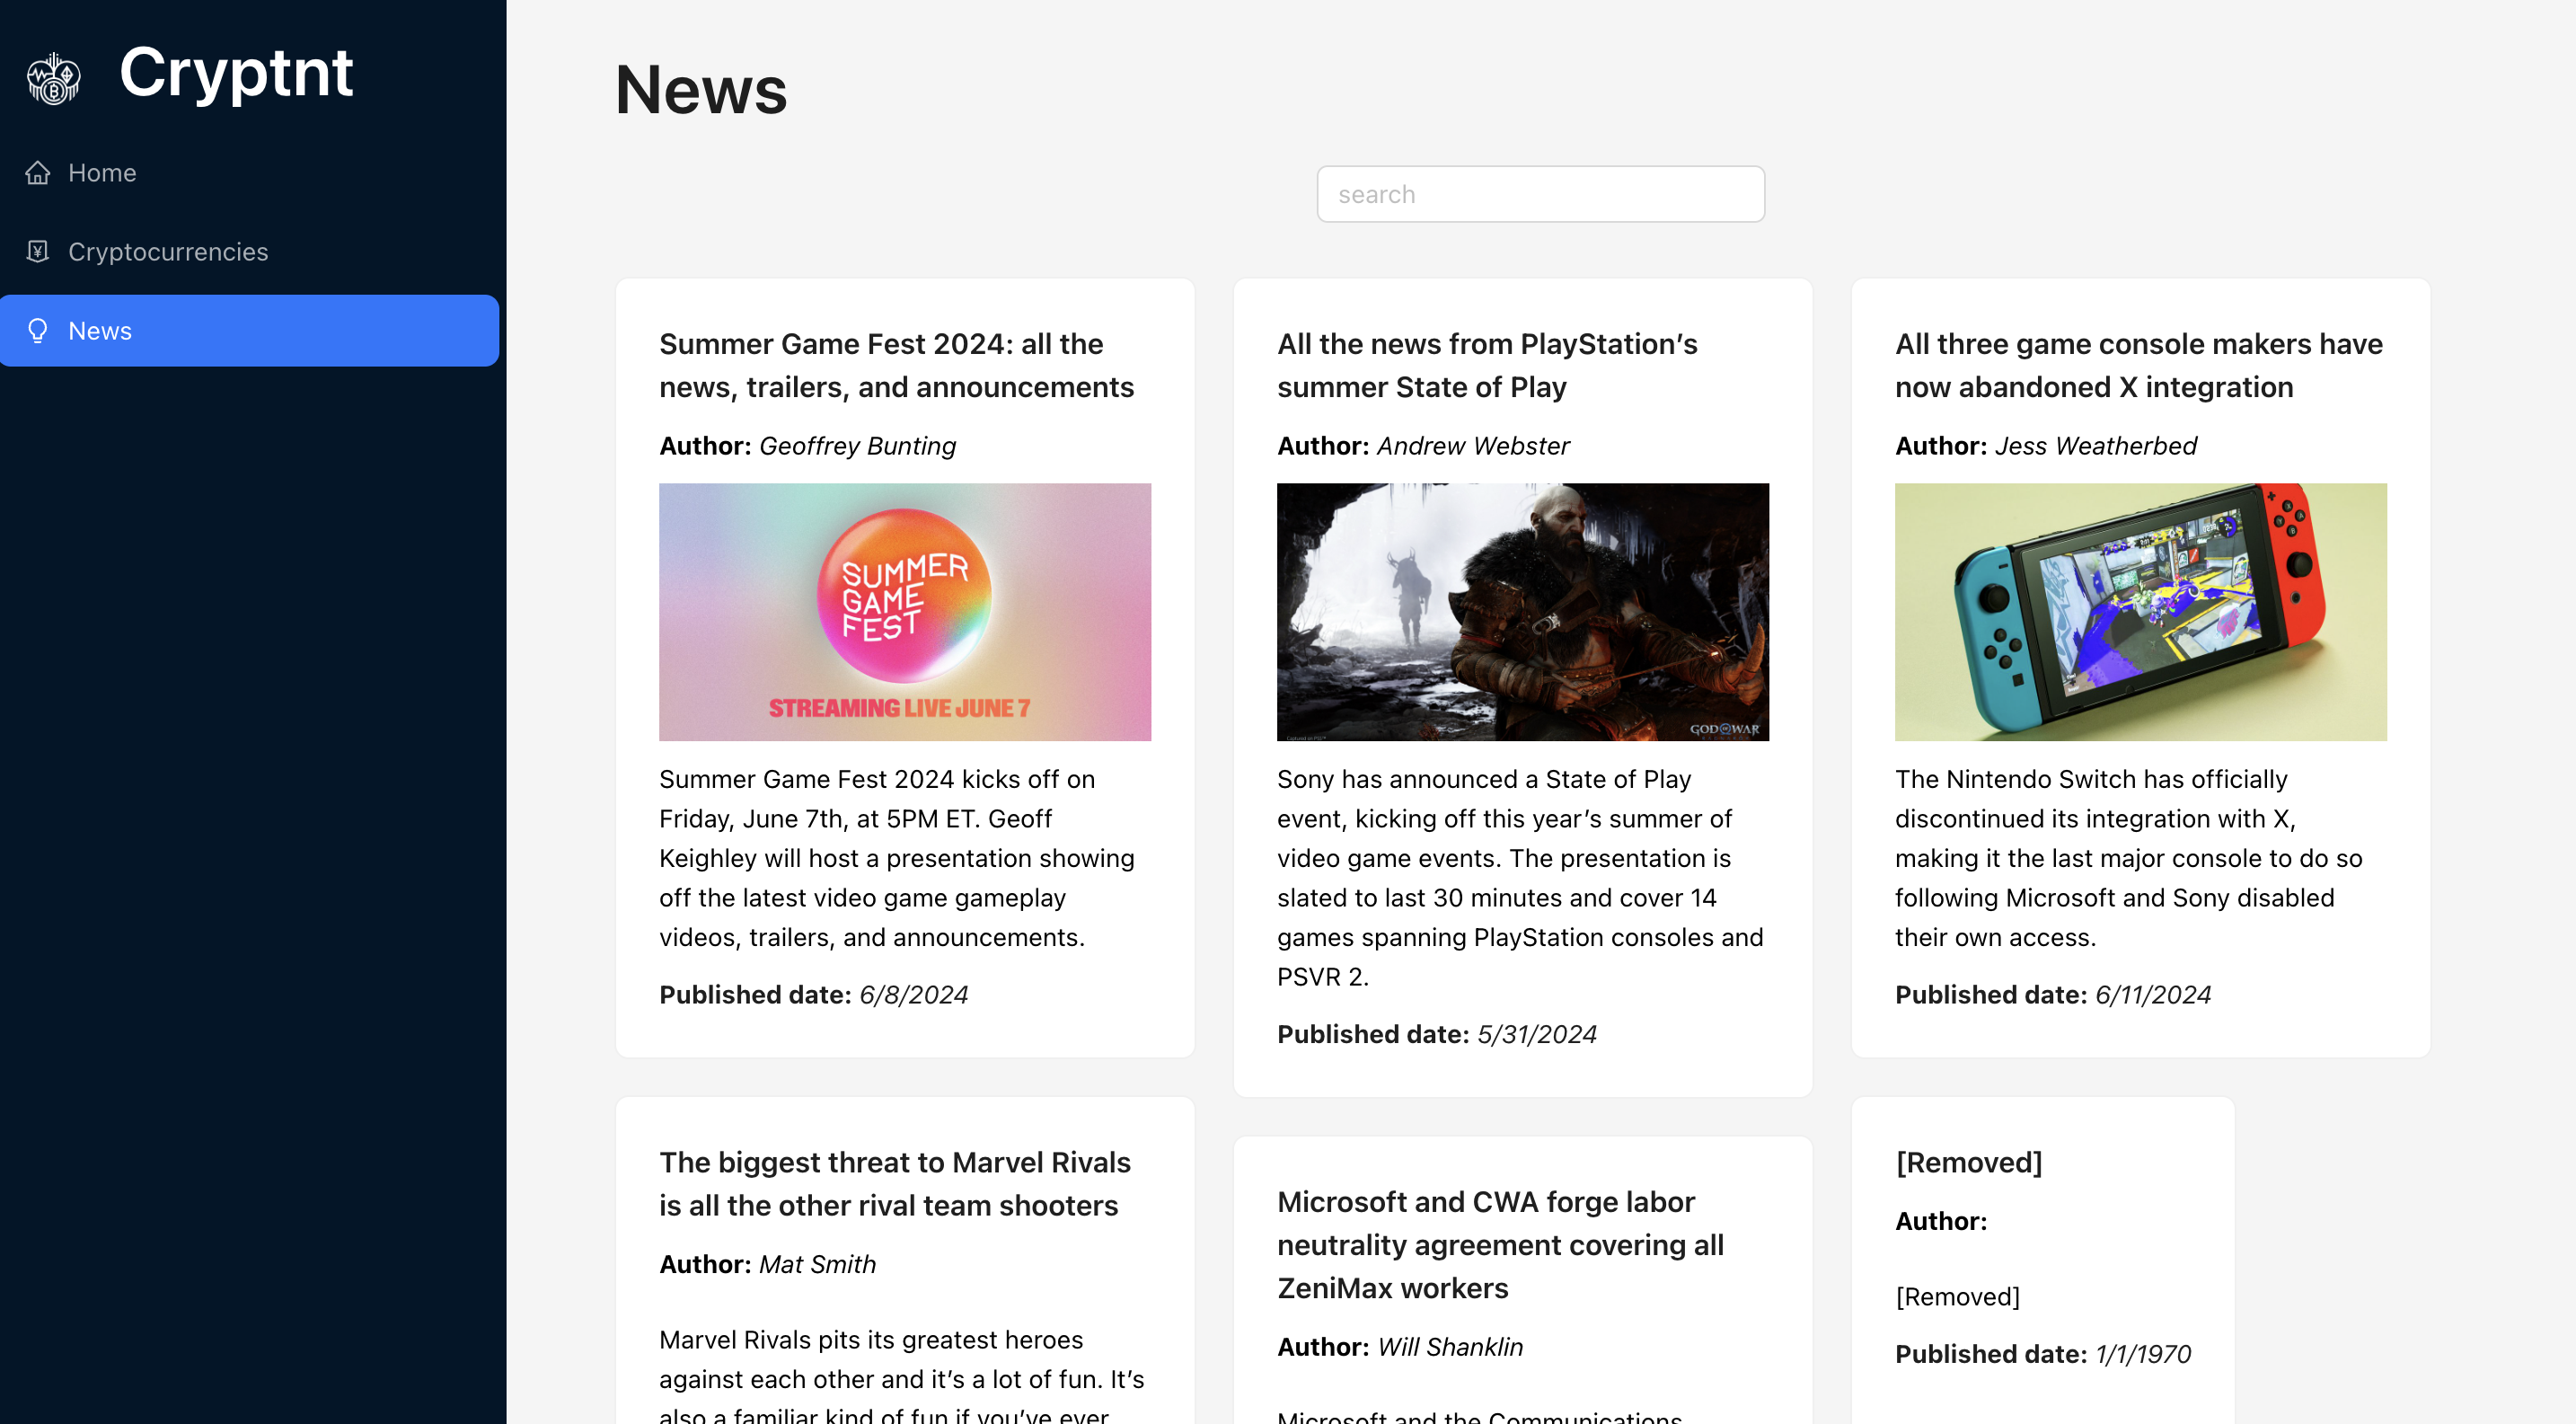 Cryptnt
Home
Cryptocurrencies
News
News
search
Summer Game Fest 2024: all the
news, trailers, and announcements
Author: Geoffrey Bunting
SUMMER
GAME
FEST
STREAMING LIVE JUNE 7
Summer Game Fest 2024 kicks off on
Friday, June 7th, at 5PM ET. Geoff
Keighley will host a presentation showing
off the latest video game gameplay
videos, trailers, and announcements.
Published date: 6/8/2024
All the news from PlayStation’s
summer State of Play
Author: Andrew Webster
GOD OF WAR
Sony has announced a State of Play
event, kicking off this year’s summer of
video game events. The presentation is
slated to last 30 minutes and cover 14
games spanning PlayStation consoles and
PSVR 2.
Published date: 5/31/2024
All three game console makers have
now abandoned X integration
Author: Jess Weatherbed
The Nintendo Switch has officially
discontinued its integration with X,
making it the last major console to do so
following Microsoft and Sony disabled
their own access.
Published date: 6/11/2024
The biggest threat to Marvel Rivals
is all the other rival team shooters
Author: Mat Smith
Marvel Rivals pits its greatest heroes
against each other and it’s a lot of fun. It’s
also a familiar kind of fun if you’ve ever
Microsoft and CWA forge labor
neutrality agreement covering all
ZeniMax workers
Author: Will Shanklin
Microsoft and the Communications
[Removed]
Author:
[Removed]
Published date: 1/1/1970